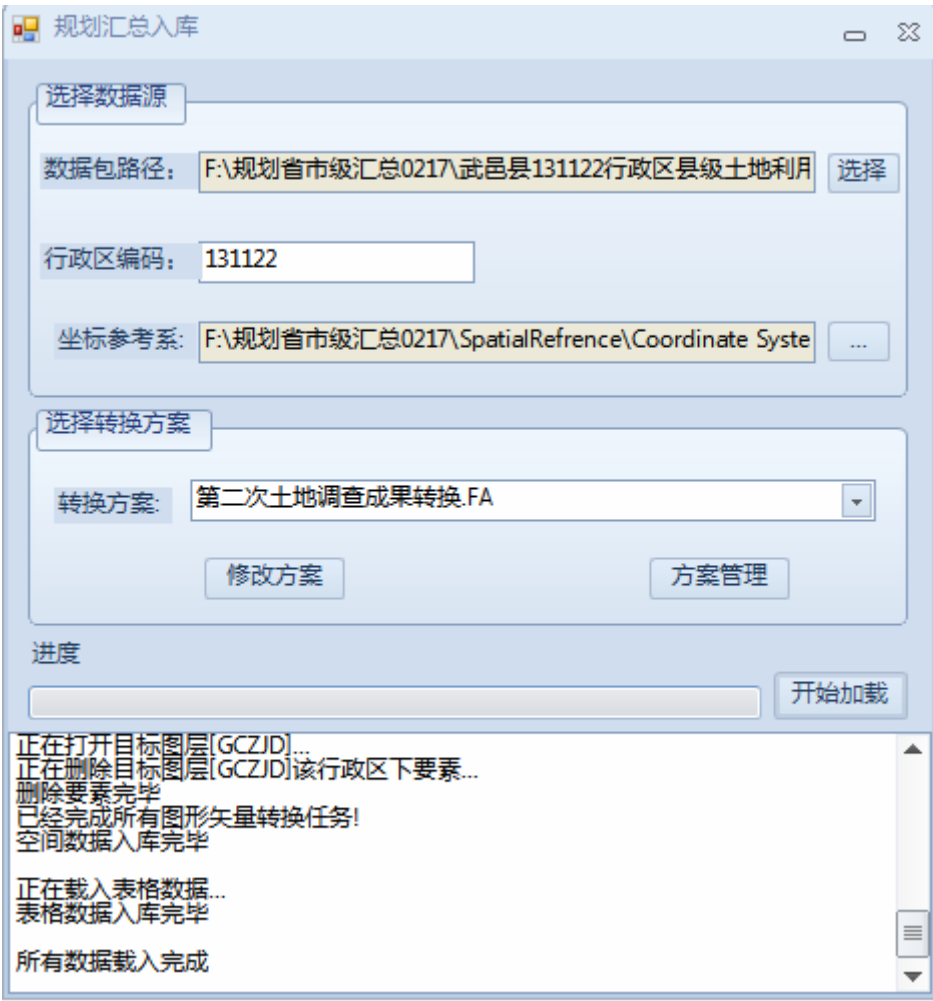 规划汇总入库
选择数据源
数据包路径： F:\规划省市级汇总0217\武邑县131122行政区县级土地利用 选择
行政区编码： 131122
坐标参考系: F:\规划省市级汇总0217\SpatialRefrence\Coordinate Syste ...
选择转换方案
转换方案: 第二次土地调查成果转换.FA
修改方案 方案管理
进度
开始加载
正在打开目标图层[GCZJD]...
正在删除目标图层[GCZJD]该行政区下要素...
删除要素完毕
已经完成所有图形矢量转换任务!
空间数据入库完毕
正在载入表格数据...
表格数据入库完毕
所有数据载入完成